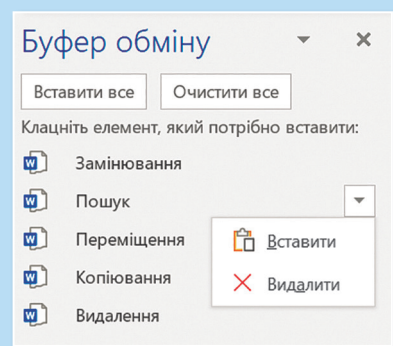 Буфер обміну
Вставити все Очистити все
Клацніть елемент, який потрібно вставити:
Замінювання
Пошук
Переміщення
Вставити
Копіювання
Видалити
Видалення